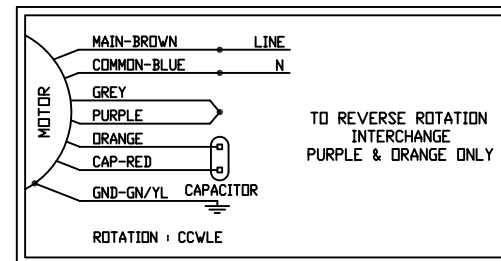 MAIN-BROWN LINE
COMMON-BLUE N
GREY
PURPLE
ORANGE
CAP-RED
GND-GN/YL CAPACITOR
MOTOR
ROTATION : CCWLE
TO REVERSE ROTATION
INTERCHANGE
PURPLE & ORANGE ONLY